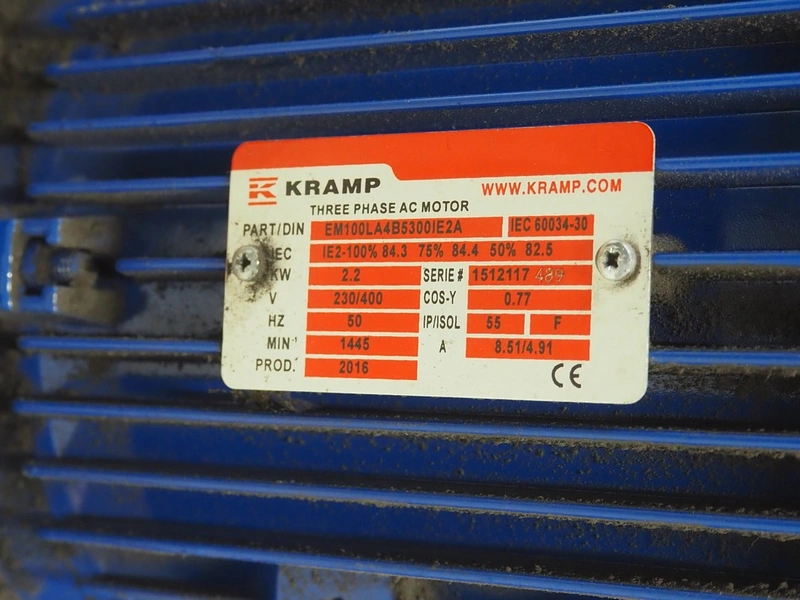 KRAMP
WWW.KRAMP.COM
THREE PHASE AC MOTOR
PART/DIN EM100LA4B5300IE2A IEC 60034-30
IEC IE2-100% 84.3 75% 84.4 50% 82.5
KW 2.2 SERIE# 1512117 489
V 230/400 COS-Y 0.77
HZ 50 IP/ISOL 55 F
MIN⁻¹ 1445 A 8.51/4.91
PROD. 2016
CE